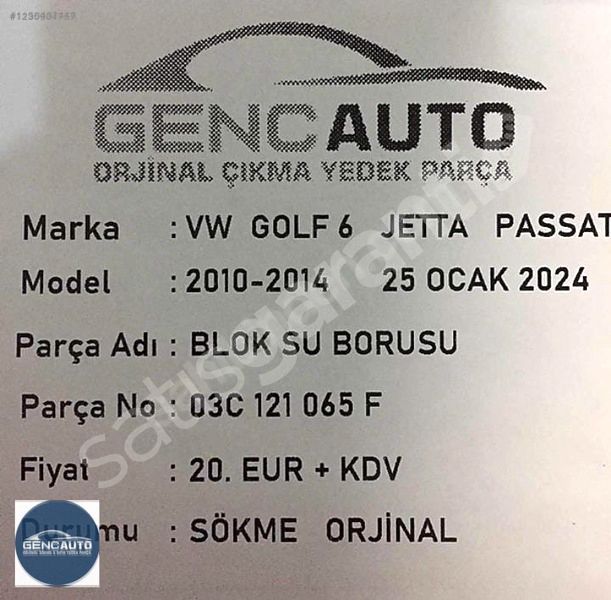 GENCAUTO
ORJİNAL ÇIKMA YEDEK PARÇA
Marka : VW GOLF 6 JETTA PASSAT
Model : 2010-2014 25 OCAK 2024
Parça Adı : BLOK SU BORUSU
Parça No : 03C 121 065 F
Fiyat : 20. EUR + KDV
Durumu : SÖKME ORJİNAL
GENCAUTO
satışgaranti